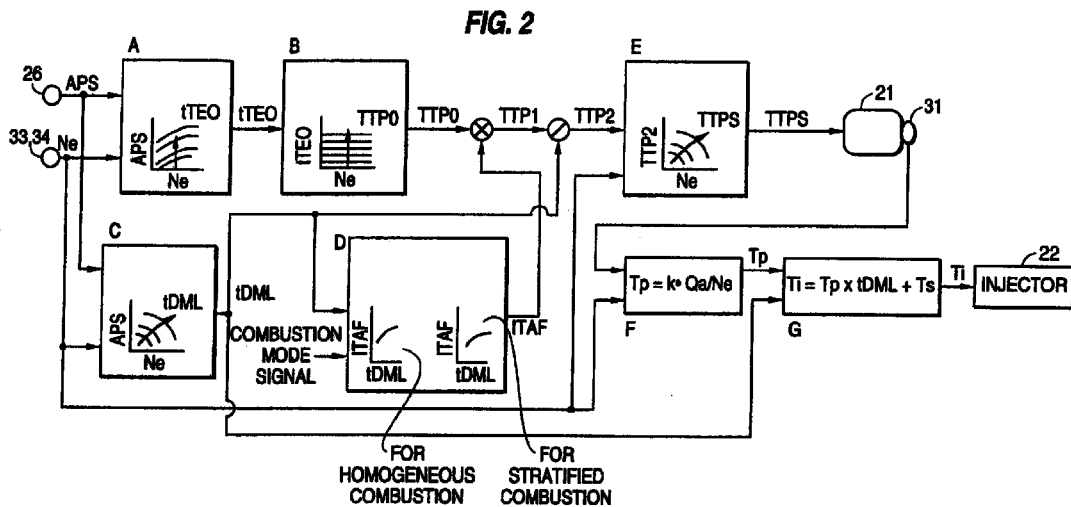 FIG. 2
A
B
E
26
APS
33,34
Ne
tTEO
APS
Ne
tTEO
TTP0
tTEO
Ne
TTP0
TTP1
TTP2
TTPS
TTP2
Ne
TTPS
21
31
C
tDML
APS
Ne
tDML
D
COMBUSTION
MODE
SIGNAL
ITAF
tDML
ITAF
tDML
ITAF
Tp = k• Qa/Ne
F
Tp
Ti = Tp x tDML + Ts
G
Ti
22
INJECTOR
FOR
HOMOGENEOUS
COMBUSTION
FOR
STRATIFIED
COMBUSTION